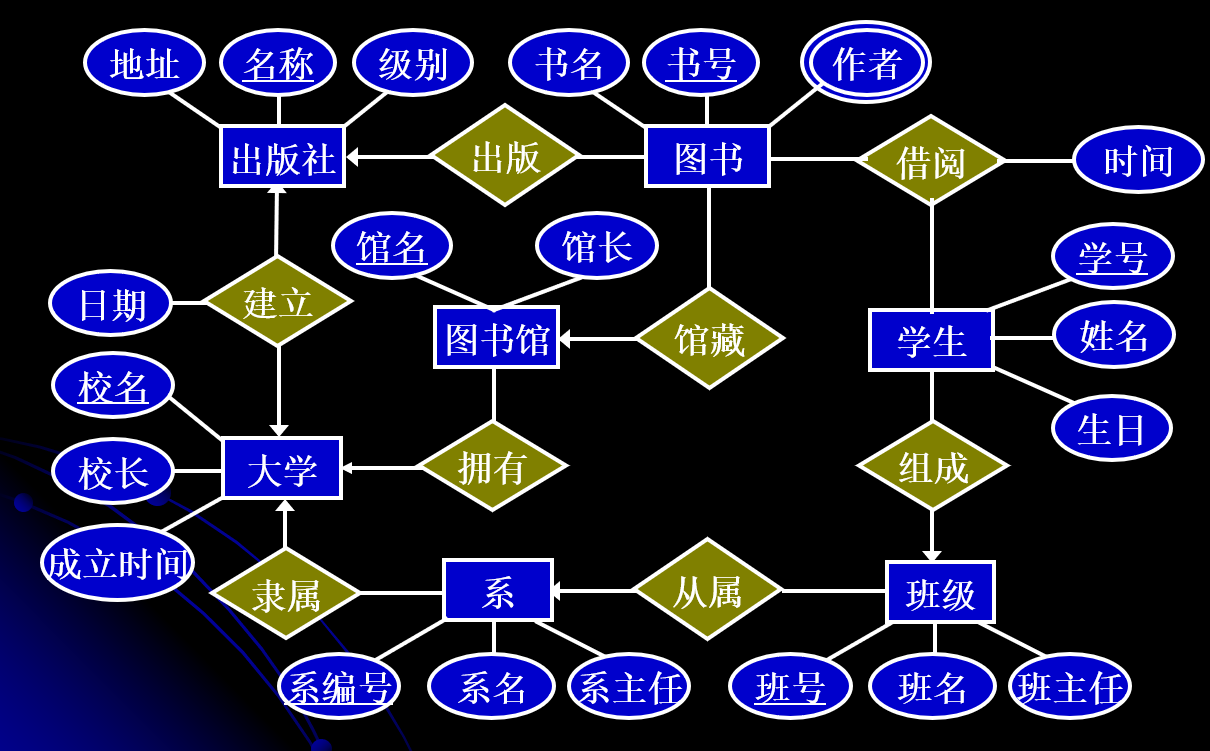 地址
名称
级别
书名
书号
作者
出版社
出版
图书
借阅
时间
馆名
馆长
学号
日期
建立
图书馆
馆藏
学生
姓名
校名
生日
校长
大学
拥有
组成
成立时间
隶属
系
从属
班级
系编号
系名
系主任
班号
班名
班主任